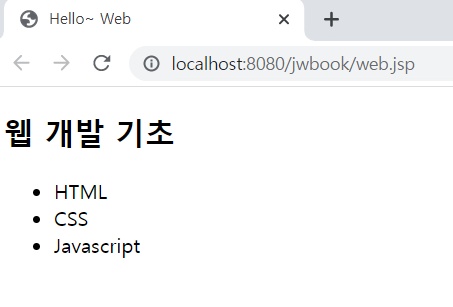 Hello~ Web
localhost:8080/jwbook/web.jsp
웹 개발 기초
HTML
CSS
Javascript